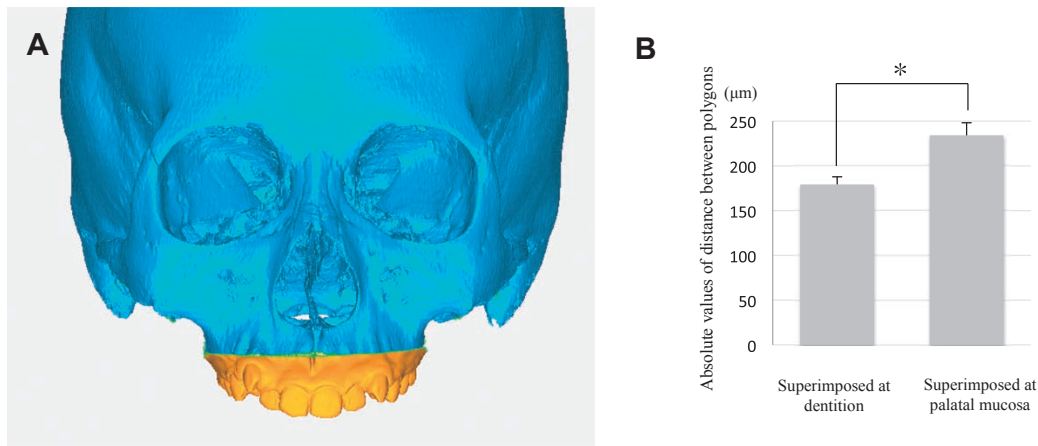 A
B
*
(μm)
Absolute values of distance between polygons
250
200
150
100
50
0
Superimposed at
dentition
Superimposed at
palatal mucosa